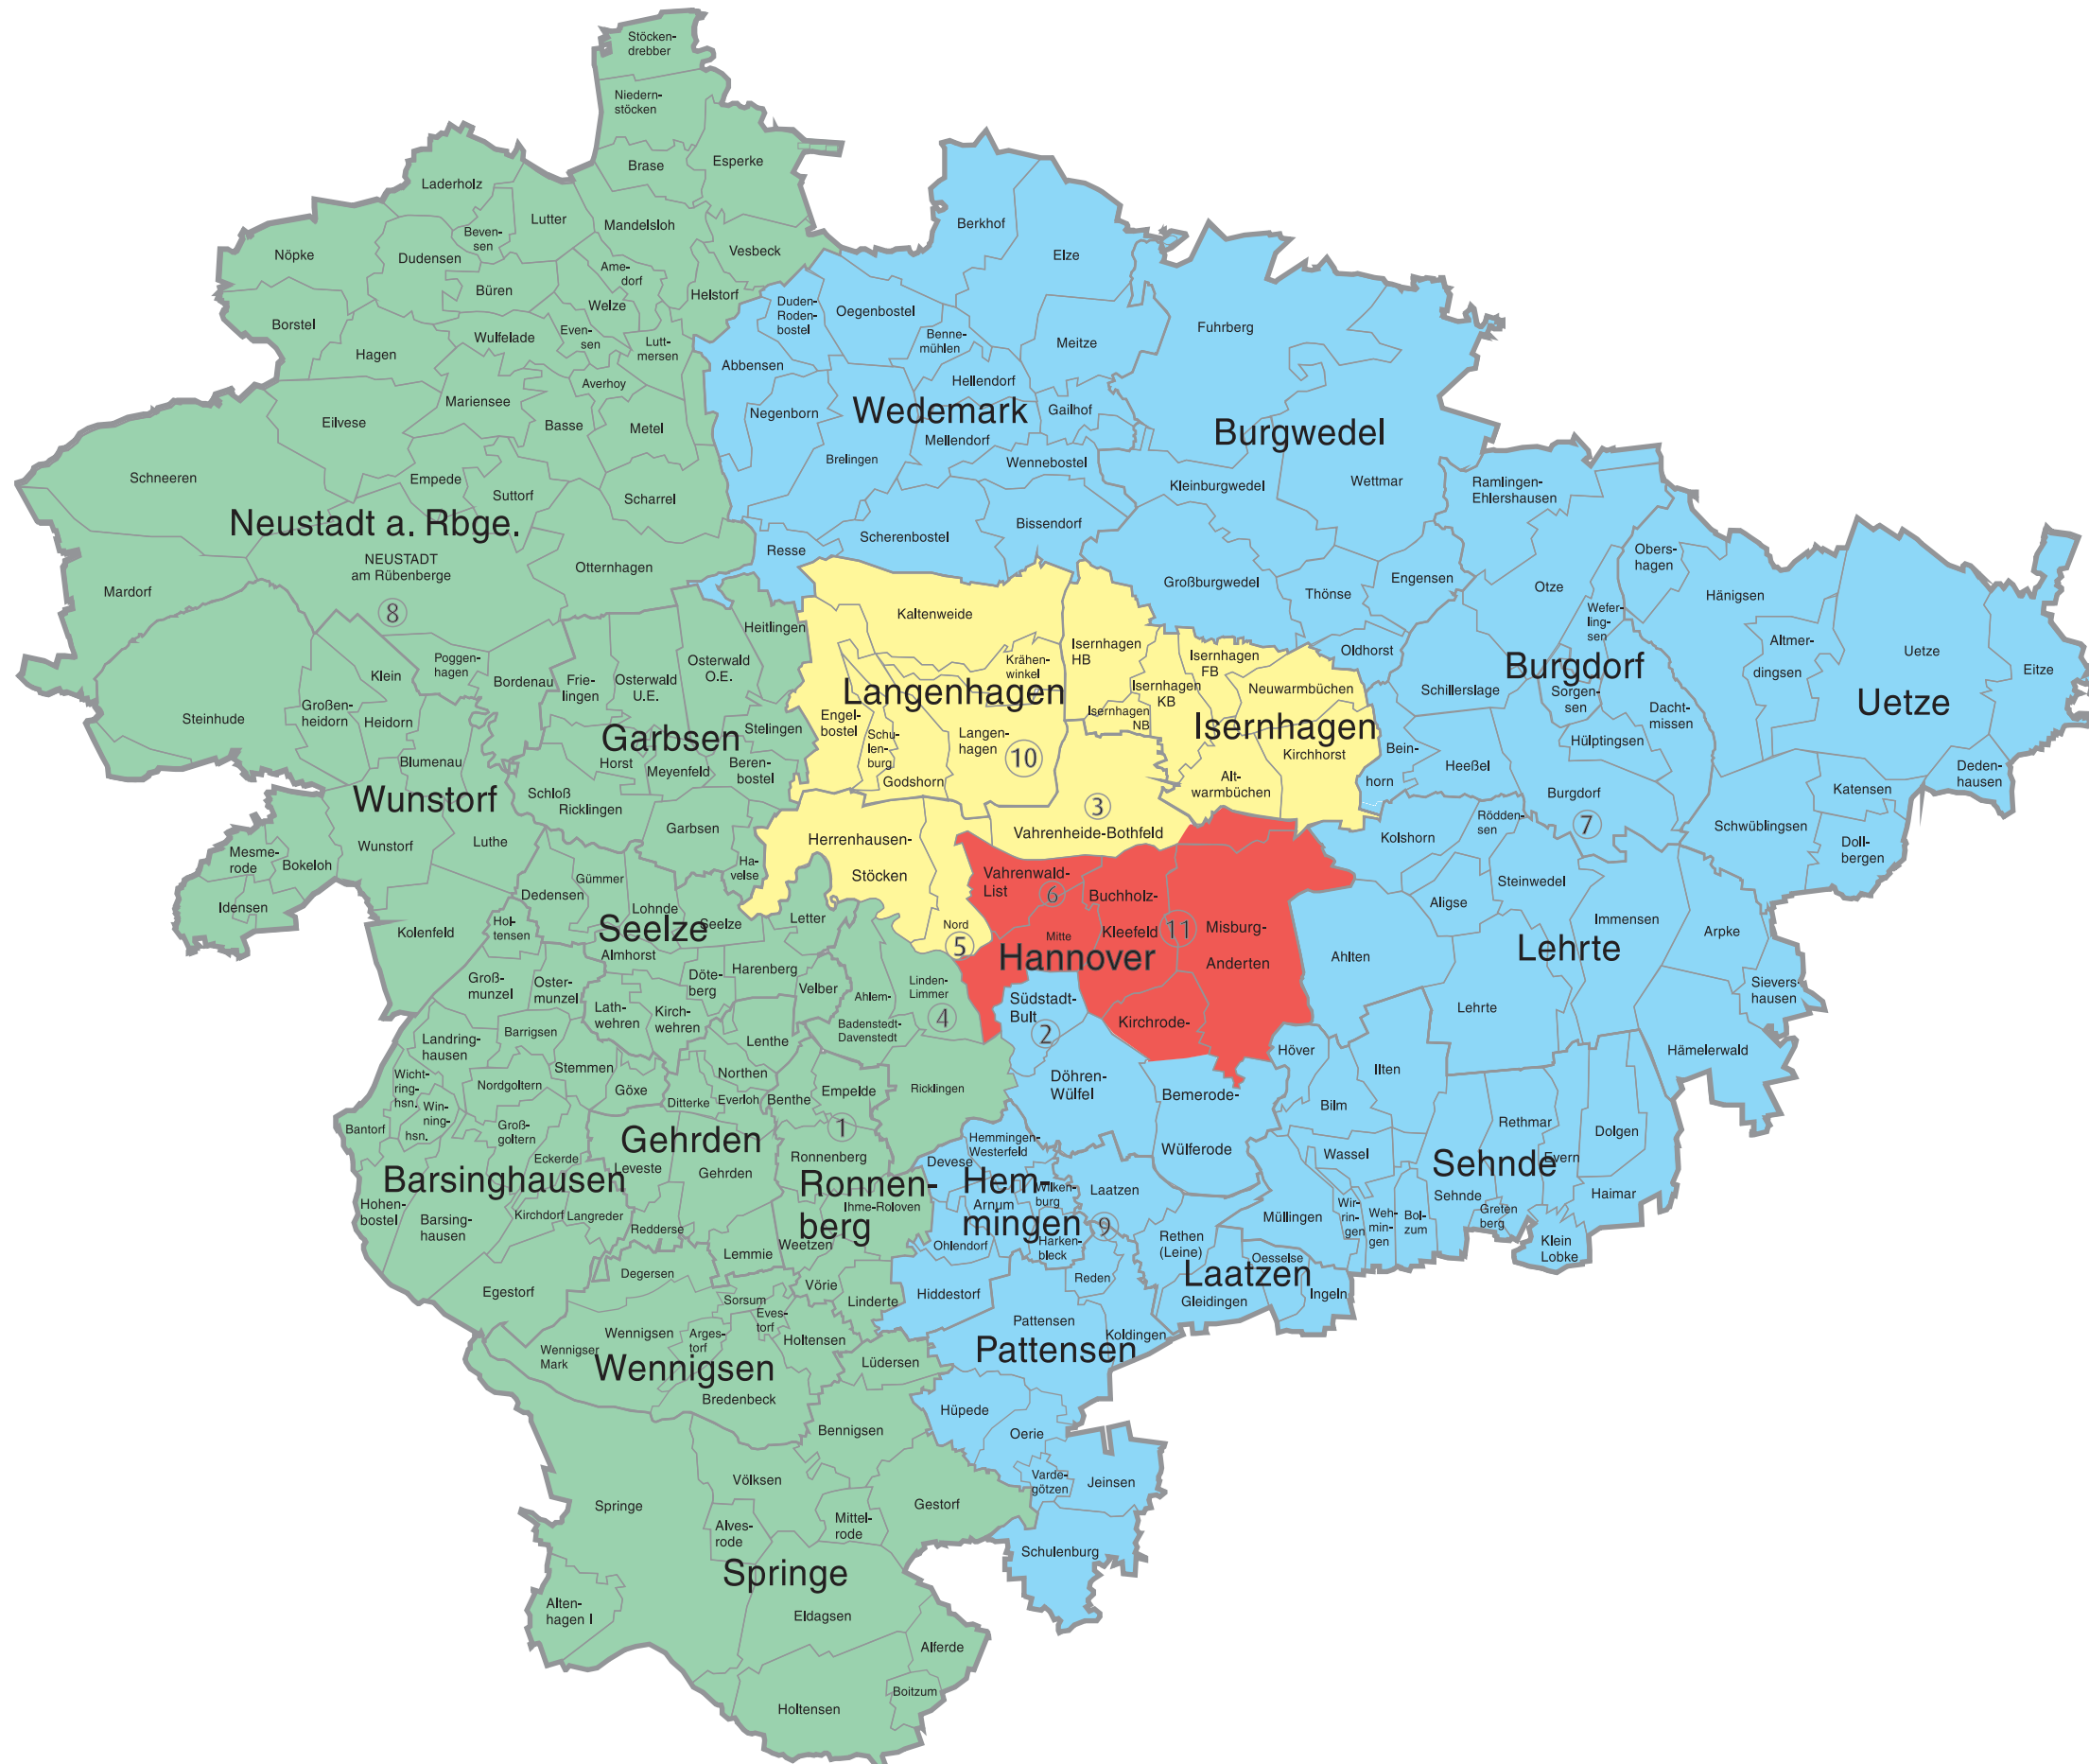 Stöcken-
drebber
Niedern-
stöcken
Brase
Esperke
Laderholz
Lutter
Mandelsloh
Beven-
sen
Vesbeck
Nöpke
Dudensen
Büren
Ame-
dorf
Welze
Helstorf
Borstel
Hagen
Wulfelade
Even-
sen
Lutt-
mersen
Averhoy
Mariensee
Eilvese
Basse
Metel
Schneeren
Empede
Suttorf
Scharrel
Neustadt a. Rbge.
NEUSTADT
am Rübenberge
8
Otternhagen
Mardorf
Berkhof
Elze
Duden-
Roden-
bostel
Oegenbostel
Benne-
mühlen
Meitze
Abbensen
Hellendorf
Negenborn
Wedemark
Gailhof
Mellendorf
Brelingen
Wennebostel
Bissendorf
Scherenbostel
Resse
Fuhrberg
Burgwedel
Kleinburgwedel
Wettmar
Großburgwedel
Thönse
Engensen
Oldhorst
Ramlingen-
Ehlershausen
Obers-
hagen
Otze
Wefer-
ling-
sen
Hänigsen
Altmer-
dingsen
Uetze
Eitze
Uetze
Burgdorf
Schillerslage
Sorgen-
sen
Dacht-
missen
Hülptingsen
Bein-
horn
Heeßel
Burgdorf
7
Deden-
hausen
Katensen
Schwüblingsen
Doll-
bergen
Kaltenweide
Krähen-
winkel
Langenhagen
Engel-
bostel
Schu-
len-
burg
Langen-
hagen
10
Godshorn
Isernhagen
HB
Isernhagen
FB
Isernhagen
KB
Isernhagen
NB
Neuwarmbüchen
Isernhagen
Kirchhorst
Alt-
warmbüchen
3
Vahrenheide-Bothfeld
Herrenhausen-
Stöcken
Nord
5
Heitlingen
Osterwald
O.E.
Osterwald
U.E.
Frie-
lingen
Stelingen
Garbsen
Horst
Meyenfeld
Beren-
bostel
Schloß
Ricklingen
Garbsen
Ha-
velse
Poggen-
hagen
Bordenau
Klein
Heidorn
Großen-
heidorn
Steinhude
Blumenau
Wunstorf
Wunstorf
Luthe
Mesme-
rode
Bokeloh
Idensen
Kolenfeld
Dedensen
Gümmer
Lohnde
Seelze
Seelze
Letter
Hol-
tensen
Almhorst
Döte-
berg
Harenberg
Velber
Groß-
munzel
Oster-
munzel
Lath-
wehren
Kirch-
wehren
Lenthe
Ahlem-
Badenstedt-
Davenstedt
Linden-
Limmer
4
Ricklingen
Vahrenwald-
List
6
Buchholz-
Kleefeld
11
Misburg-
Anderten
Mitte
Hannover
Kirchrode-
Südstadt-
Bult
2
Döhren-
Wülfel
Bemerode-
Wülferode
Kolshorn
Rödden-
sen
Steinwedel
Aligse
Immensen
Arpke
Ahlten
Lehrte
Lehrte
Sievers-
hausen
Hämelerwald
Höver
Ilten
Bilm
Rethmar
Dolgen
Wassel
Sehnde
Evern
Sehnde
Greten
berg
Haimar
Wir-
rin-
gen
Weh-
min-
gen
Bol-
zum
Müllingen
Klein
Lobke
Landring-
hausen
Barrigsen
Stemmen
Nordgoltern
Wicht-
ring-
hsn.
Win-
ning-
hsn.
Bantorf
Groß-
goltern
Eckerde
Barsinghausen
Hohen-
bostel
Barsing-
hausen
Kirchdorf
Langreder
Egestorf
Göxe
Northen
Ditterke
Everloh
Benthe
Empelde
1
Gehrden
Leveste
Gehrden
Redderse
Lemmie
Ronnenberg
Ronnen-
berg
Ihme-Roloven
Weetzen
Vörie
Linderte
Hemmingen-
Westerfeld
Devese
Wilken-
burg
Hem-
mingen
Arnum
Harken-
bleck
Ohlendorf
Hiddestorf
Laatzen
9
Rethen
(Leine)
Oesselse
Laatzen
Gleidingen
Ingeln
Reden
Pattensen
Koldingen
Pattensen
Hüpede
Oerie
Varde-
götzen
Jeinsen
Schulenburg
Degersen
Sorsum
Eves-
torf
Holtensen
Wennigsen
Arges-
torf
Wennigser
Mark
Wennigsen
Bredenbeck
Lüdersen
Bennigsen
Völksen
Springe
Gestorf
Alves-
rode
Mittel-
rode
Springe
Alten-
hagen I
Eldagsen
Alferde
Boitzum
Holtensen